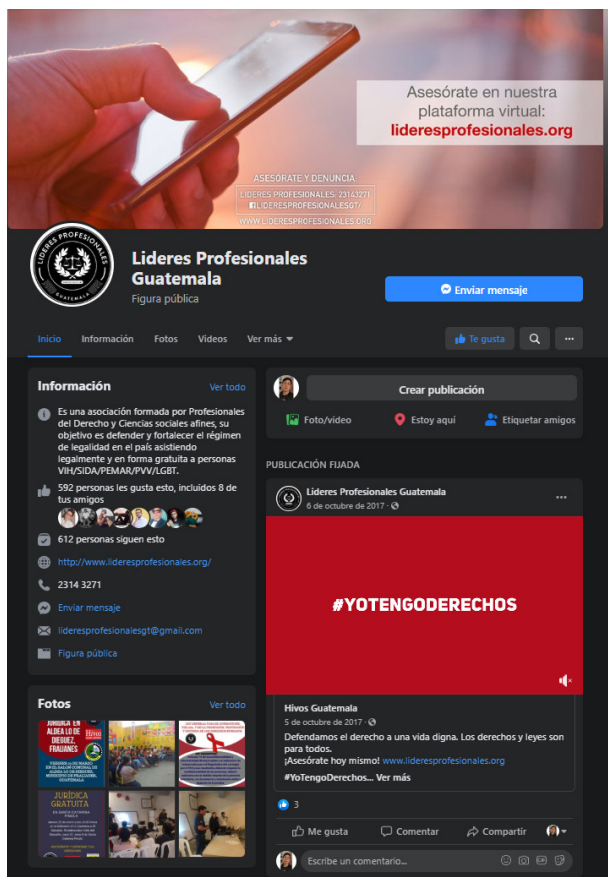 Asesórate en nuestra
plataforma virtual:
lideresprofesionales.org
ASESÓRATE Y DENUNCIA:
LIDERES PROFESIONALES: 23143271
LIDERESPROFESIONALESGT/
WWW.LIDERESPROFESIONALES.ORG
LIDERES PROFESIONALES
GUATEMALA
Lideres Profesionales
Guatemala
Figura pública
Enviar mensaje
Inicio Información Fotos Videos Ver más
Te gusta
Información Ver todo
Es una asociación formada por Profesionales
del Derecho y Ciencias sociales afines, su
objetivo es defender y fortalecer el régimen
de legalidad en el país asistiendo
legalmente y en forma gratuita a personas
VIH/SIDA/PEMAR/PVV/LGBT.
592 personas les gusta esto, incluidos 8 de
tus amigos
612 personas siguen esto
http://www.lideresprofesionales.org/
2314 3271
Enviar mensaje
lideresprofesionalesgt@gmail.com
Figura pública
Fotos Ver todo
JURÍDICA EN
ALDEA LO DE
DIEGUEZ,
FRAIJANES
JURÍDICA
GRATUITA
Crear publicación
Foto/video Estoy aquí Etiquetar amigos
PUBLICACIÓN FIJADA
Lideres Profesionales Guatemala
6 de octubre de 2017
#YOTENGODERECHOS
Hivos Guatemala
5 de octubre de 2017
Defendamos el derecho a una vida digna. Los derechos y leyes son
para todos.
¡Asesórate hoy mismo! www.lideresprofesionales.org
#YoTengoDerechos... Ver más
3
Me gusta Comentar Compartir
Escribe un comentario...